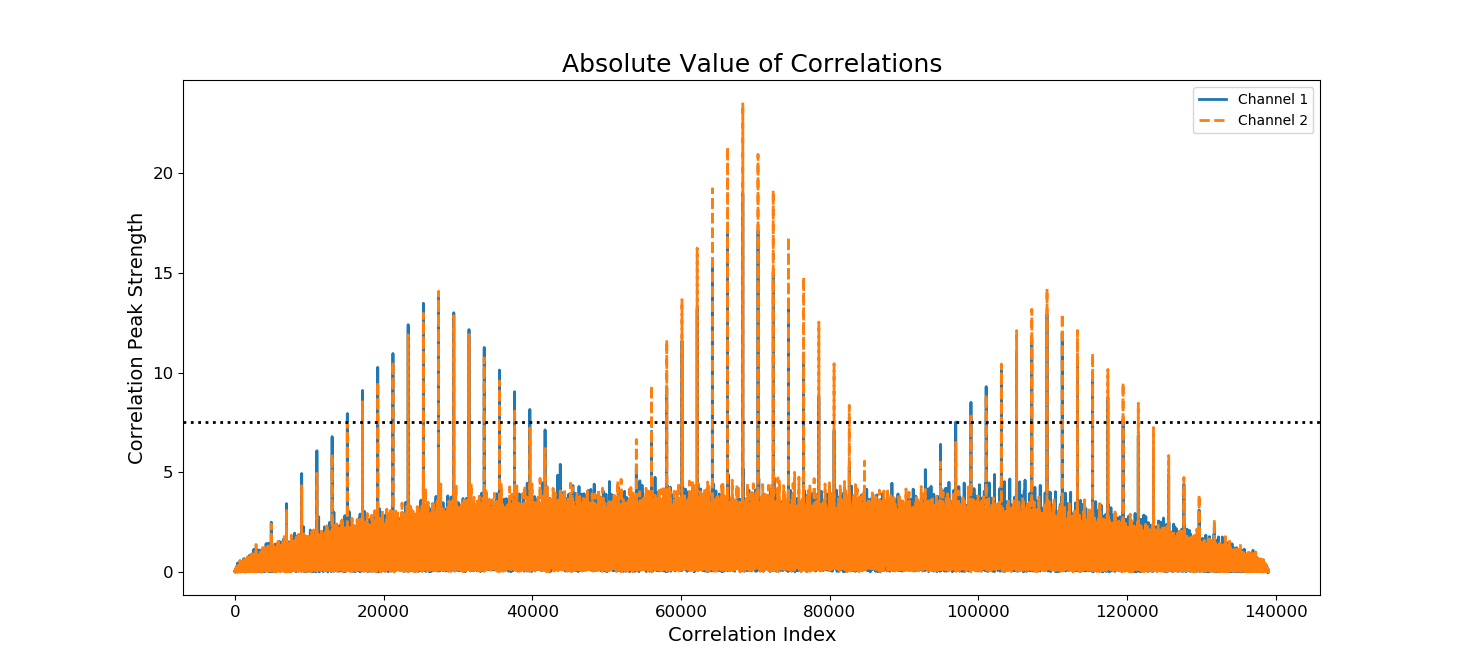 Absolute Value of Correlations
Channel 1
Channel 2
Correlation Peak Strength
20
15
10
5
0
0 20000 40000 60000 80000 100000 120000 140000
Correlation Index